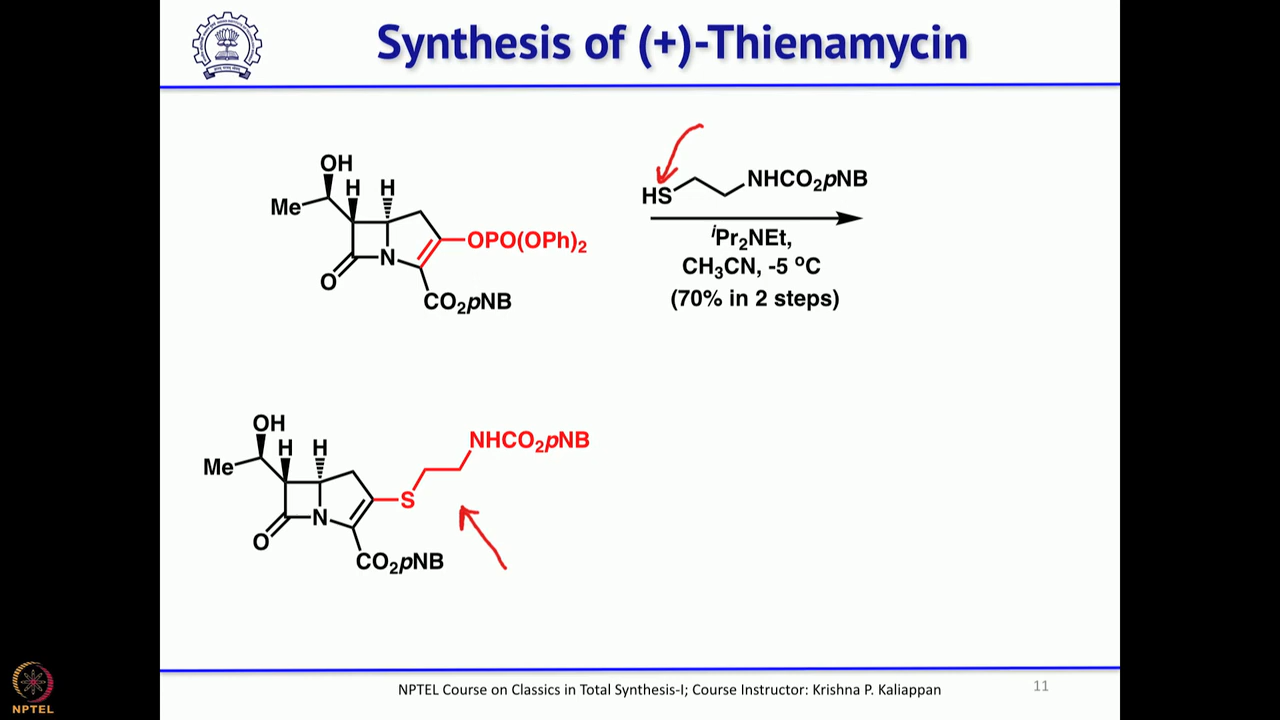 Synthesis of (+)-Thienamycin
OH
H H
Me
OPO(OPh)₂
N
O
CO₂pNB
HS
NHCO₂pNB
ⁱPr₂NEt,
CH₃CN, -5 ºC
(70% in 2 steps)
OH
H H
Me
NHCO₂pNB
S
N
O
CO₂pNB
NPTEL Course on Classics in Total Synthesis-I; Course Instructor: Krishna P. Kaliappan
11
NPTEL